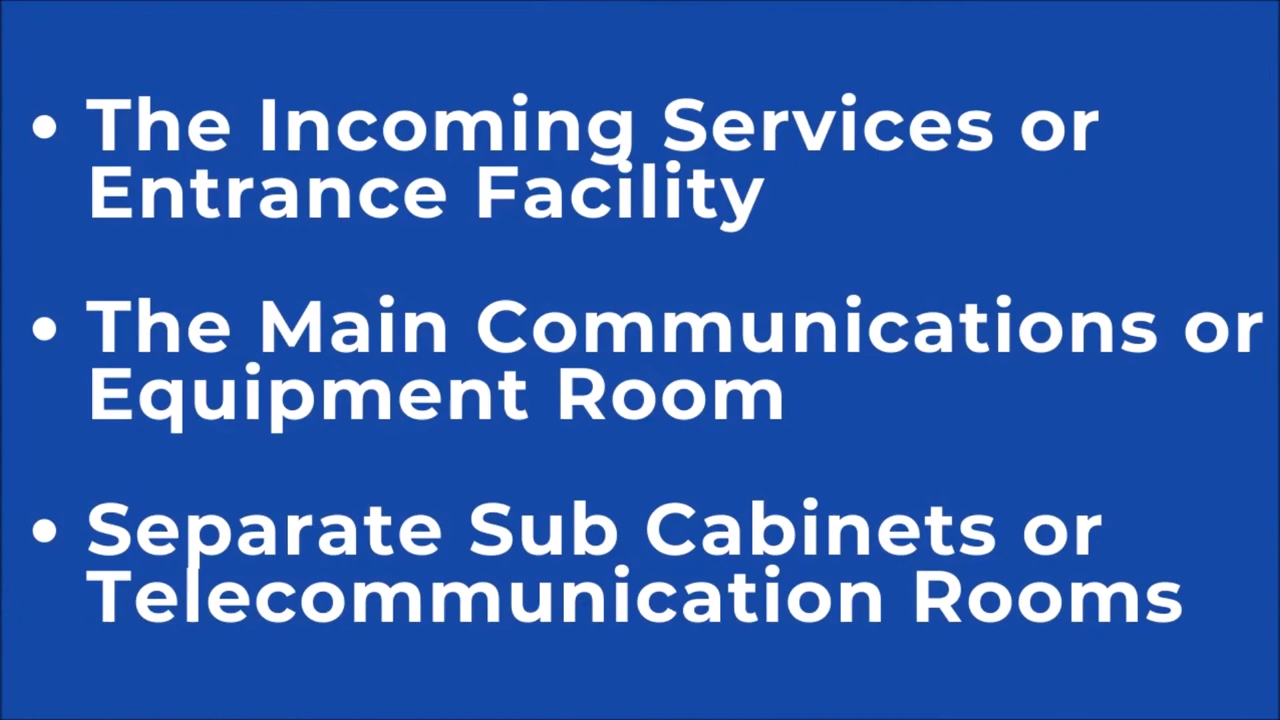 • The Incoming Services or
Entrance Facility
• The Main Communications or
Equipment Room
• Separate Sub Cabinets or
Telecommunication Rooms